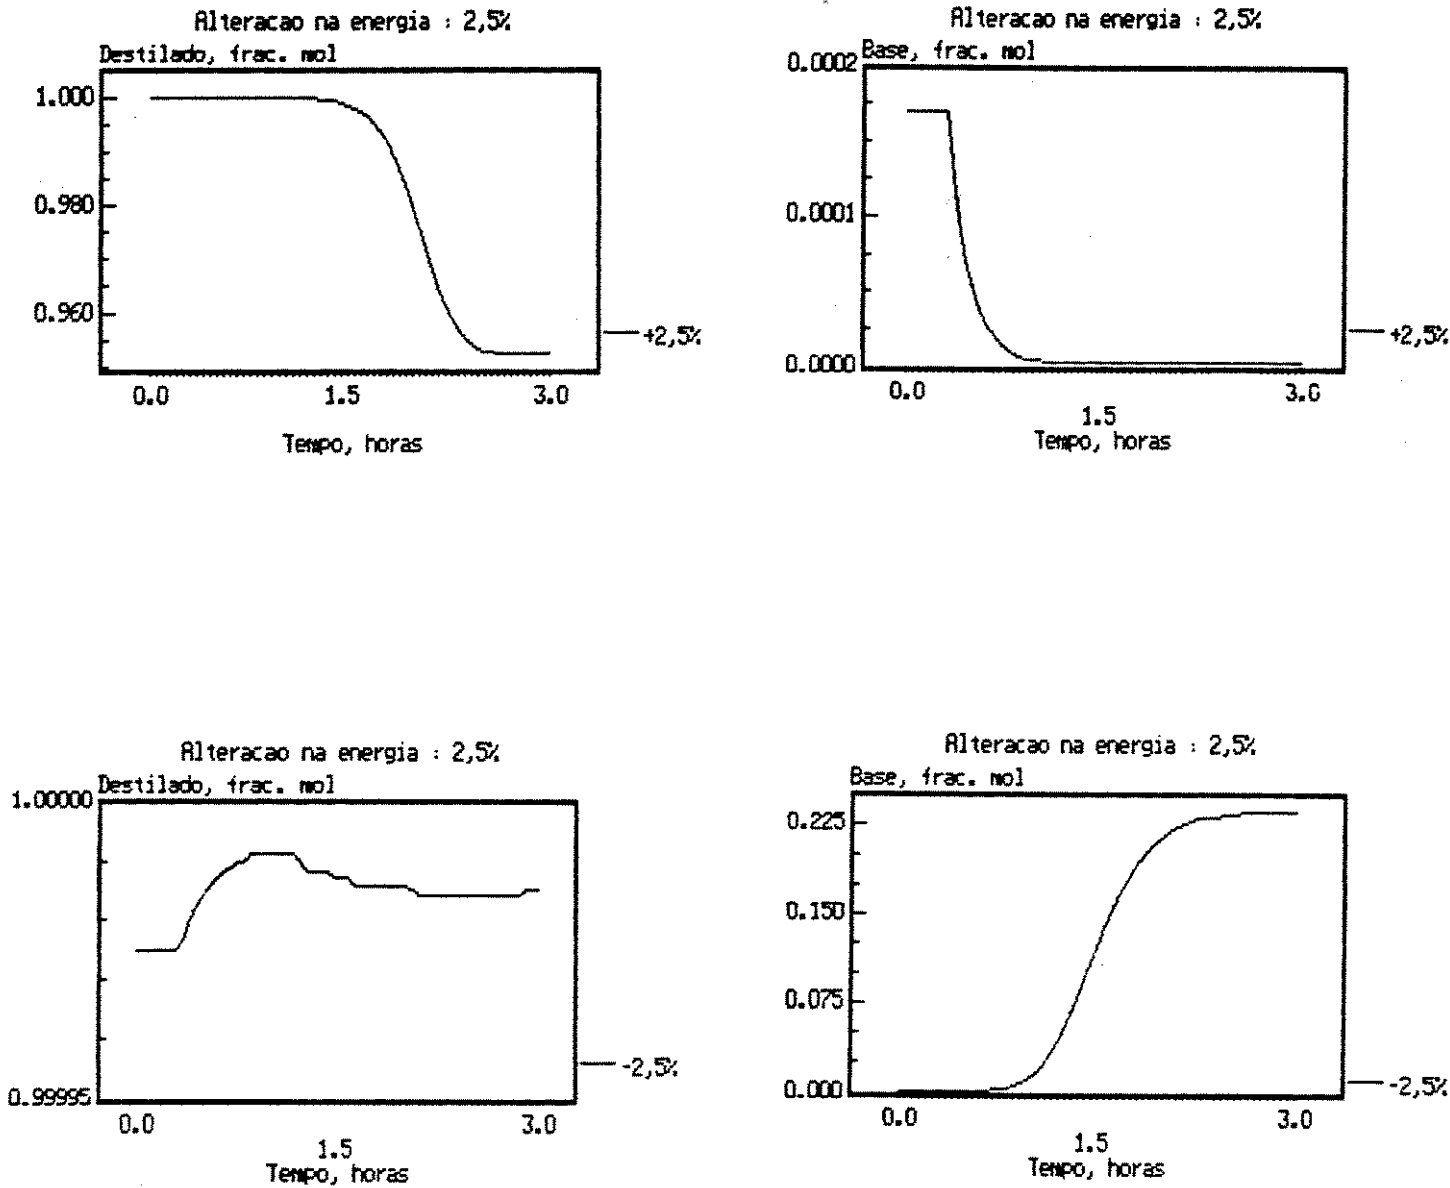 Alteracao na energia : 2,5%
Destilado, frac. mol
1.000
0.980
0.960
+2,5%
0.0 1.5 3.0
Tempo, horas
Alteracao na energia : 2,5%
Base, frac. mol
0.0002
0.0001
0.0000
+2,5%
0.0 3.0
1.5
Tempo, horas
Alteracao na energia : 2,5%
Destilado, frac. mol
1.00000
0.99995
-2,5%
0.0 3.0
1.5
Tempo, horas
Alteracao na energia : 2,5%
Base, frac. mol
0.225
0.150
0.075
0.000
-2,5%
0.0 3.0
1.5
Tempo, horas